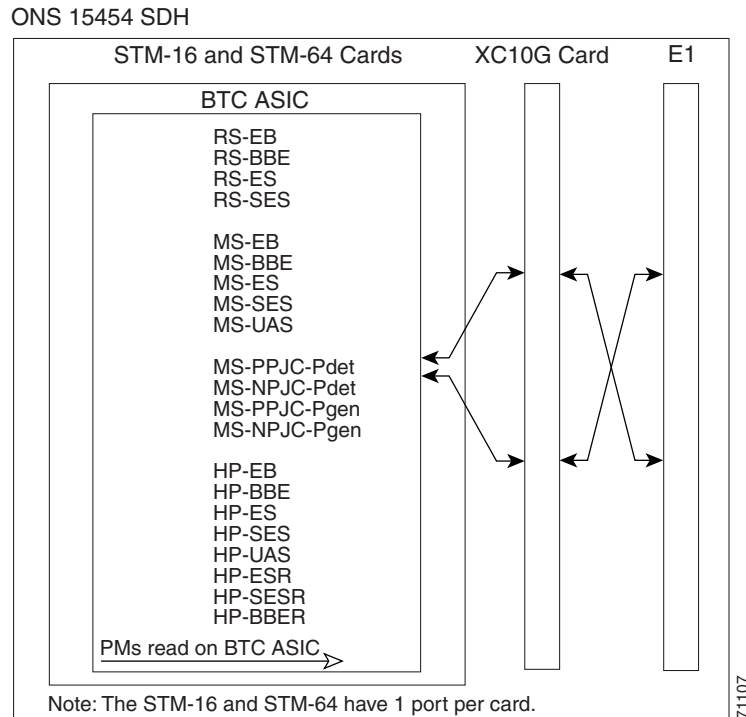 ONS 15454 SDH
STM-16 and STM-64 Cards
XC10G Card
E1
BTC ASIC
RS-EB
RS-BBE
RS-ES
RS-SES
MS-EB
MS-BBE
MS-ES
MS-SES
MS-UAS
MS-PPJC-Pdet
MS-NPJC-Pdet
MS-PPJC-Pgen
MS-NPJC-Pgen
HP-EB
HP-BBE
HP-ES
HP-SES
HP-UAS
HP-ESR
HP-SESR
HP-BBER
PMs read on BTC ASIC
Note: The STM-16 and STM-64 have 1 port per card.
71107